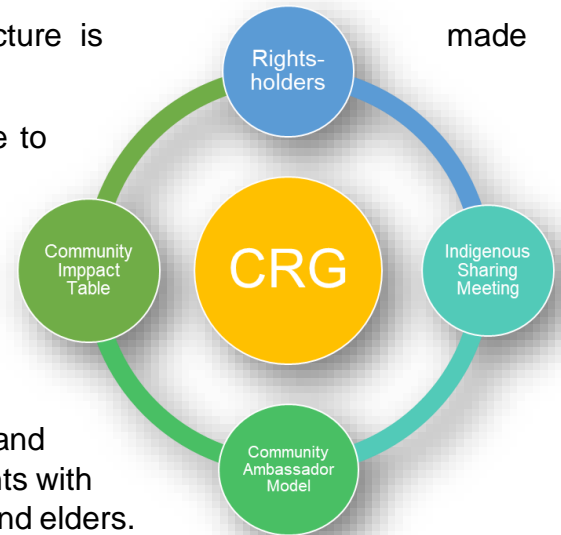 cture is made
Rights-
holders
e to
Community
Imppact
Table
CRG
Indigenous
Sharing
Meeting
and
Community
Ambassador
Model
nts with
nd elders.